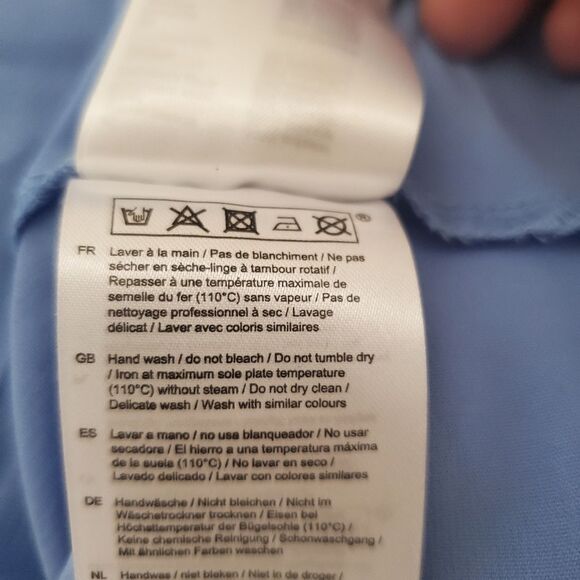 ®
FR Laver à la main / Pas de blanchiment / Ne pas
sécher en sèche-linge à tambour rotatif /
Repasser à une température maximale de
semelle du fer (110°C) sans vapeur / Pas de
nettoyage professionnel à sec / Lavage
délicat / Laver avec coloris similaires
GB Hand wash / do not bleach / Do not tumble dry
/ Iron at maximum sole plate temperature
(110°C) without steam / Do not dry clean /
Delicate wash / Wash with similar colours
ES Lavar a mano / no usa blanqueador / No usar
secadora / El hierro a una temperatura máxima
de la suela (110°C) / No lavar en seco /
Lavado delicado / Lavar con colores similares
DE Handwäsche / Nicht bleichen / Nicht im
Wäschetrockner trocknen / Eisen bei
Höchsttemperatur der Bügelsohle (110°C) /
Keine chemische Reinigung / Schonwaschgang /
Mit ähnlichen Farben waschen
NL Handwas / niet bleken / Niet in de droger /